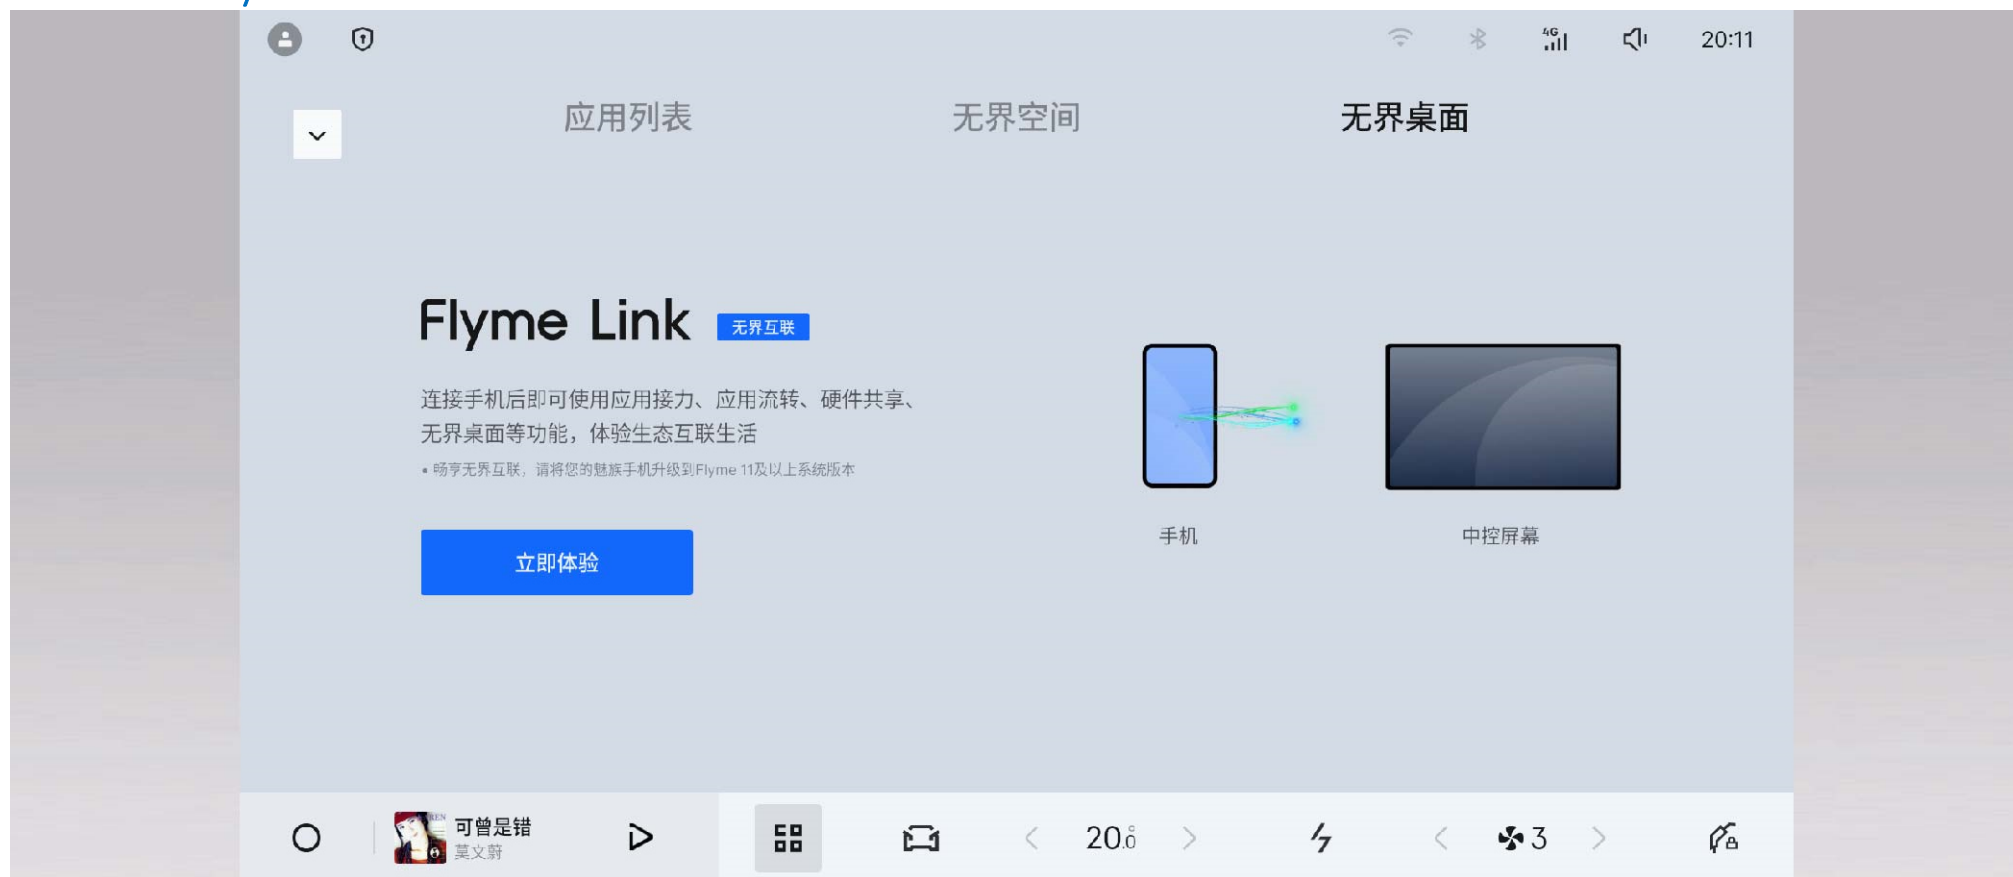 4G
20:11
应用列表
无界空间
无界桌面
Flyme Link 无界互联
连接手机后即可使用应用接力、应用流转、硬件共享、
无界桌面等功能，体验生态互联生活
• 畅享无界互联，请将您的魅族手机升级到Flyme 11及以上系统版本
立即体验
手机
中控屏幕
可曾是错
莫文蔚
20.0
3